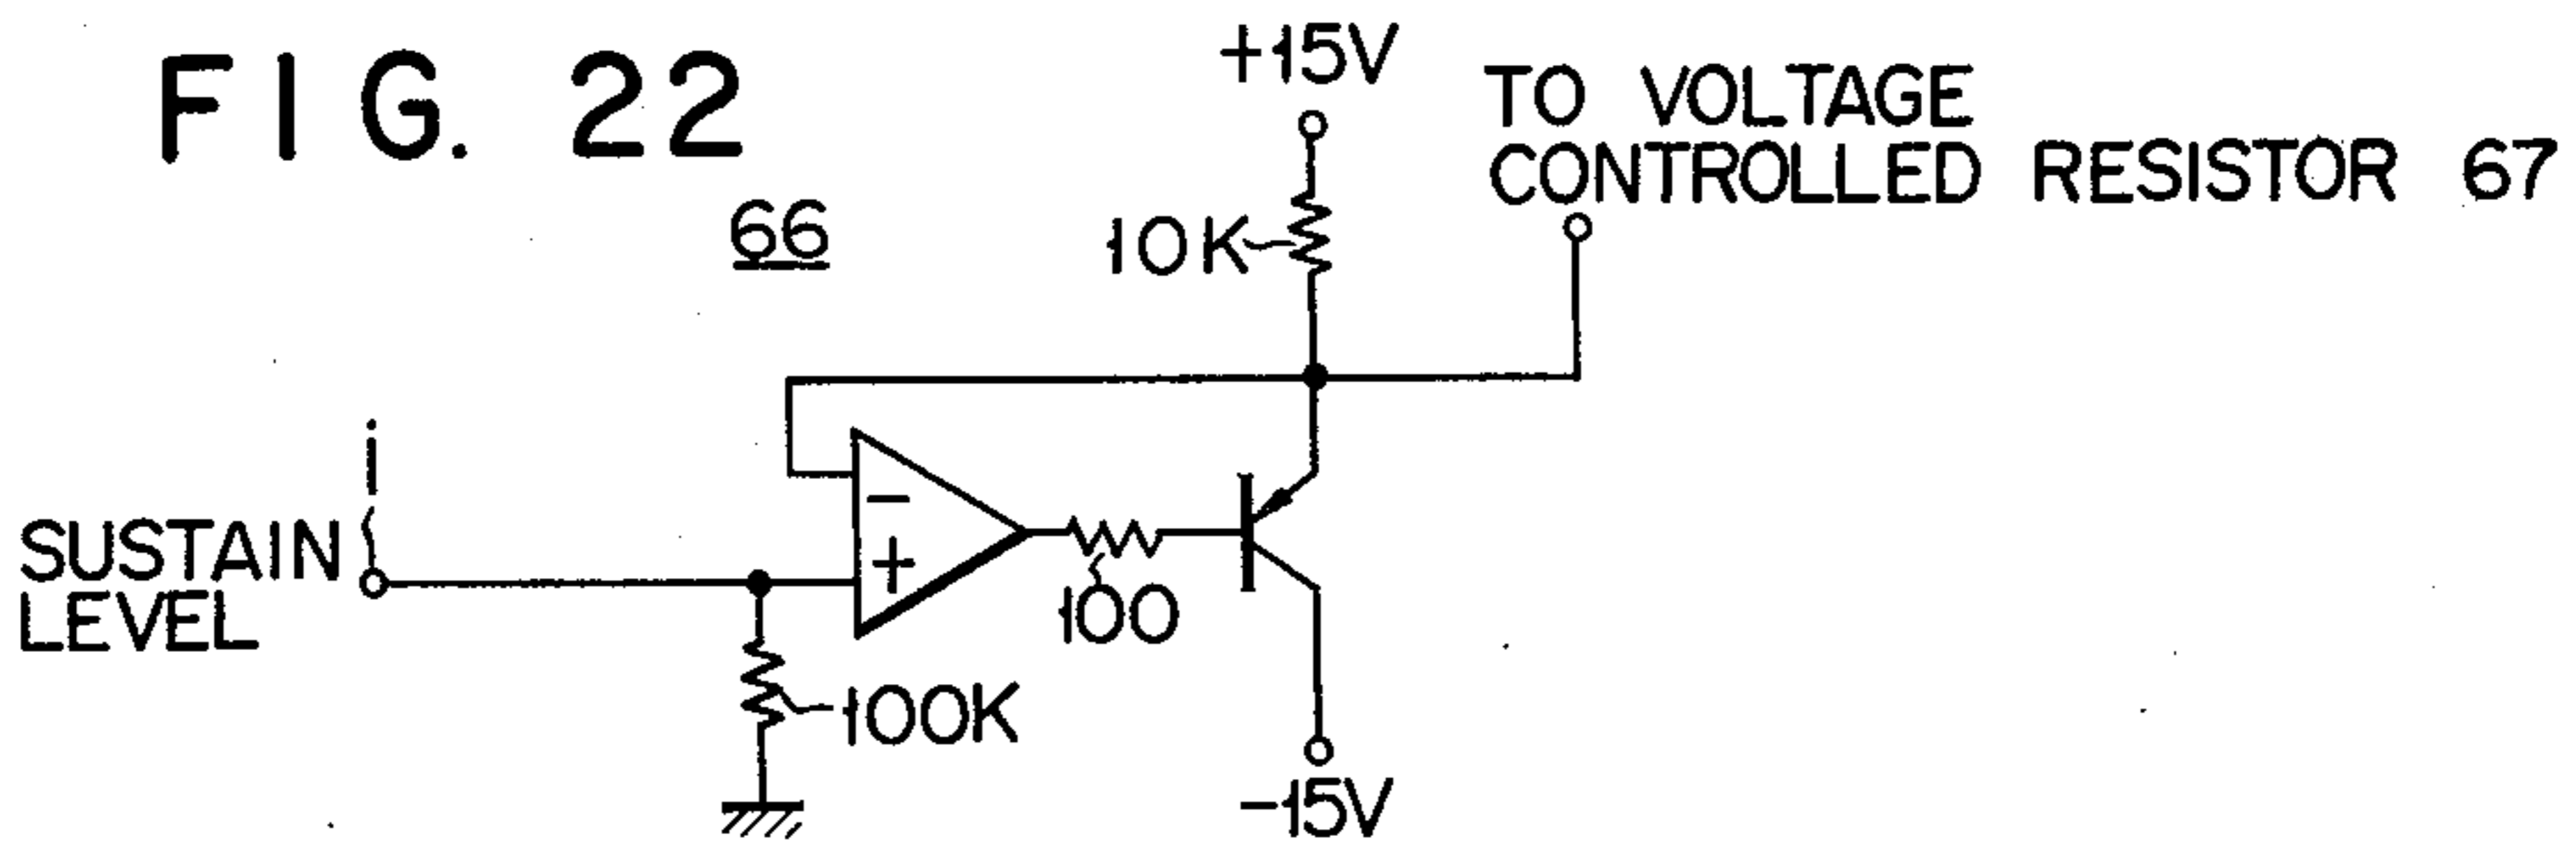 FIG. 22
66
+15V
TO VOLTAGE
CONTROLLED RESISTOR 67
10K
i
SUSTAIN
LEVEL
−
+
100
100K
-15V